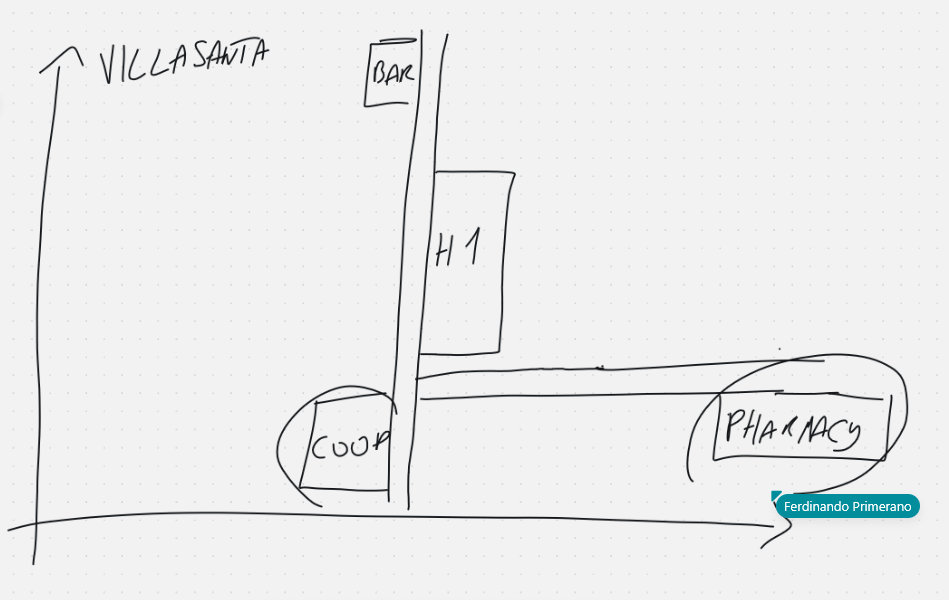 VILLASANTA
BAR
H1
COOP
PHARMACY
Ferdinando Primerano